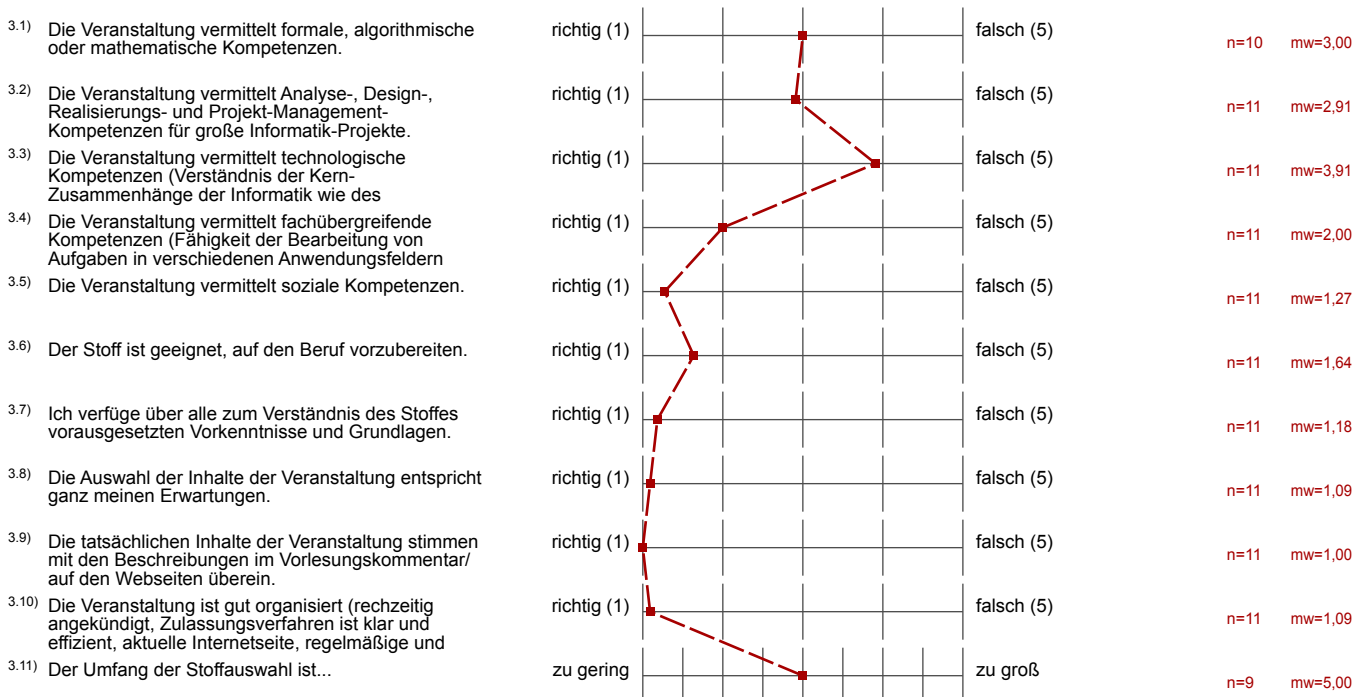 3.1) Die Veranstaltung vermittelt formale, algorithmische
oder mathematische Kompetenzen.
richtig (1)
falsch (5)
n=10 mw=3,00
3.2) Die Veranstaltung vermittelt Analyse-, Design-,
Realisierungs- und Projekt-Management-
Kompetenzen für große Informatik-Projekte.
richtig (1)
falsch (5)
n=11 mw=2,91
3.3) Die Veranstaltung vermittelt technologische
Kompetenzen (Verständnis der Kern-
Zusammenhänge der Informatik wie des
richtig (1)
falsch (5)
n=11 mw=3,91
3.4) Die Veranstaltung vermittelt fachübergreifende
Kompetenzen (Fähigkeit der Bearbeitung von
Aufgaben in verschiedenen Anwendungsfeldern
richtig (1)
falsch (5)
n=11 mw=2,00
3.5) Die Veranstaltung vermittelt soziale Kompetenzen.
richtig (1)
falsch (5)
n=11 mw=1,27
3.6) Der Stoff ist geeignet, auf den Beruf vorzubereiten.
richtig (1)
falsch (5)
n=11 mw=1,64
3.7) Ich verfüge über alle zum Verständnis des Stoffes
vorausgesetzten Vorkenntnisse und Grundlagen.
richtig (1)
falsch (5)
n=11 mw=1,18
3.8) Die Auswahl der Inhalte der Veranstaltung entspricht
ganz meinen Erwartungen.
richtig (1)
falsch (5)
n=11 mw=1,09
3.9) Die tatsächlichen Inhalte der Veranstaltung stimmen
mit den Beschreibungen im Vorlesungskommentar/
auf den Webseiten überein.
richtig (1)
falsch (5)
n=11 mw=1,00
3.10) Die Veranstaltung ist gut organisiert (rechzeitig
angekündigt, Zulassungsverfahren ist klar und
effizient, aktuelle Internetseite, regelmäßige und
richtig (1)
falsch (5)
n=11 mw=1,09
3.11) Der Umfang der Stoffauswahl ist...
zu gering
zu groß
n=9 mw=5,00